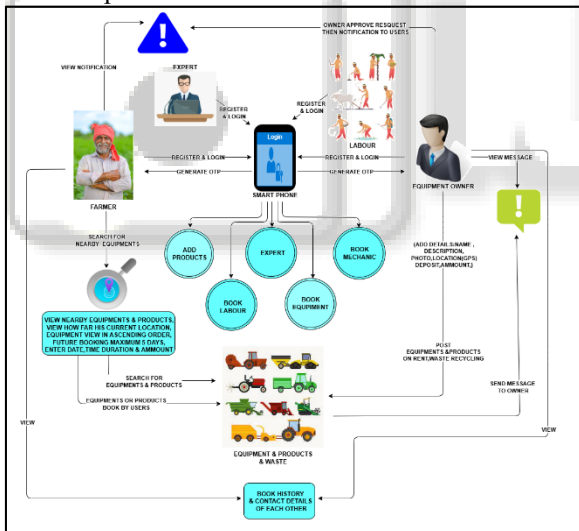 OWNER APPROVE RESQUEST
THEN NOTIFICATION TO USERS
VIEW NOTIFICATION
EXPERT
REGISTER
& LOGIN
Login
REGISTER
& LOGIN
LABOUR
REGISTER & LOGIN
REGISTER & LOGIN
VIEW MESSAGE
GENERATE OTP
GENERATE OTP
EQUIPMENT OWNER
FARMER
SMART PHONE
SEARCH FOR
NEARBY EQUIPMENTS
ADD
PRODUCTS
EXPERT
BOOK
MECHANIC
(ADD DETAILS:NAME ,
DESCRIPTION,
PHOTO,LOCATION(GPS)
DEPOSIT,AMMOUNT,)
BOOK
LABOUR
BOOK
EQUPIMENT
VIEW NEARBY EQUIPMENTS & PRODUCTS,
VIEW HOW FAR HIS CURRENT LOCATION,
EQUIPMENT VIEW IN ASCENDING ORDER,
FUTURE BOOKING MAXIMUM 5 DAYS,
ENTER DATE,TIME DURATION & AMMOUNT
POST
EQUIPMENTS &PRODUCTS
ON RENT/WASTE RECYCLING
SEARCH FOR
EQUIPMENTS & PRODUCTS
EQUIPMENTS OR PRODUCTS
BOOK BY USERS
SEND MESSAGE
TO OWNER
VIEW
VIEW
EQUIPMENT & PRODUCTS
& WASTE
BOOK HISTORY
& CONTACT DETAILS
OF EACH OTHER